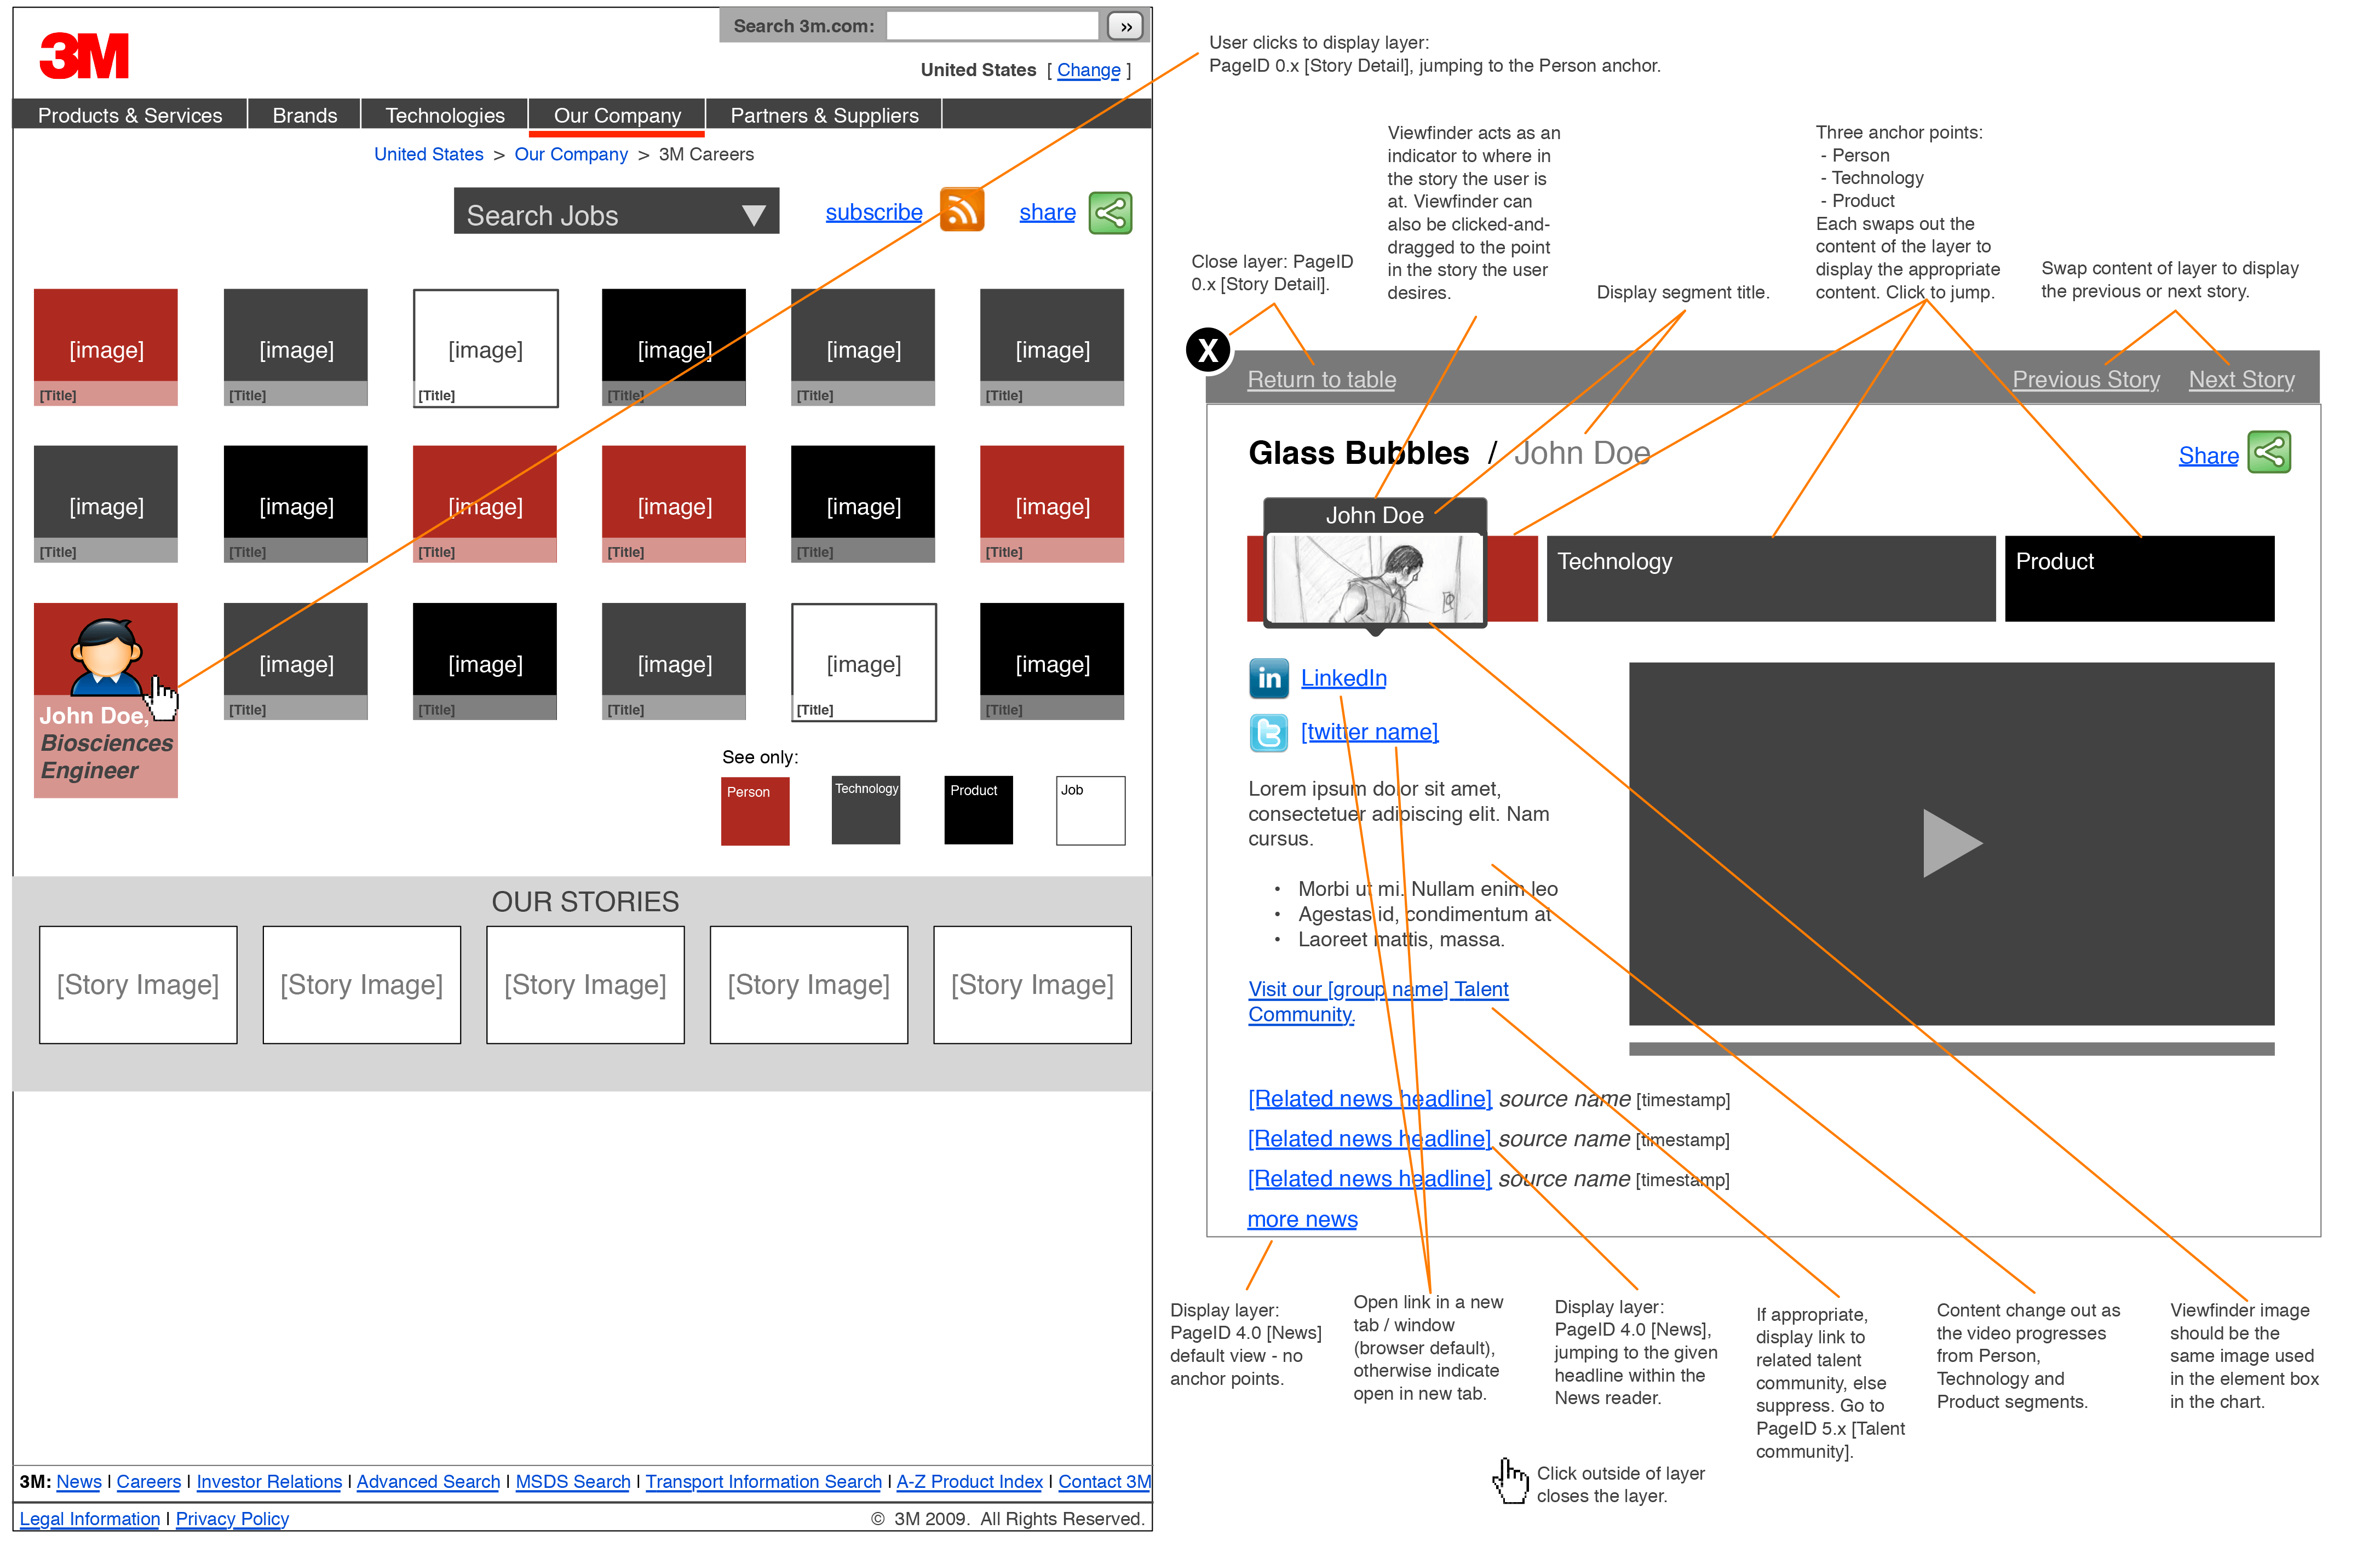 Search 3m.com:
»
3M
United States [ Change ]
Products & Services
Brands
Technologies
Our Company
Partners & Suppliers
United States > Our Company > 3M Careers
Search Jobs
subscribe
share
[image]
[Title]
[image]
[Title]
[image]
[Title]
[image]
[Title]
[image]
[Title]
[image]
[Title]
[image]
[Title]
[image]
[Title]
[image]
[Title]
[image]
[Title]
[image]
[Title]
[image]
[Title]
John Doe,
Biosciences
Engineer
[image]
[Title]
[image]
[Title]
[image]
[Title]
[image]
[Title]
[image]
[Title]
See only:
Person
Technology
Product
Job
OUR STORIES
[Story Image]
[Story Image]
[Story Image]
[Story Image]
[Story Image]
3M: News | Careers | Investor Relations | Advanced Search | MSDS Search | Transport Information Search | A-Z Product Index | Contact 3M
Legal Information | Privacy Policy
© 3M 2009. All Rights Reserved.
User clicks to display layer:
PageID 0.x [Story Detail], jumping to the Person anchor.
Close layer: PageID
0.x [Story Detail].
Viewfinder acts as an
indicator to where in
the story the user is
at. Viewfinder can
also be clicked-and-
dragged to the point
in the story the user
desires.
Display segment title.
Three anchor points:
- Person
- Technology
- Product
Each swaps out the
content of the layer to
display the appropriate
content. Click to jump.
Swap content of layer to display
the previous or next story.
X
Return to table
Previous Story
Next Story
Glass Bubbles / John Doe
Share
John Doe
Technology
Product
in
LinkedIn
t
[twitter name]
Lorem ipsum dolor sit amet,
consectetuer adipiscing elit. Nam
cursus.
• Morbi ut mi. Nullam enim leo
• Agestas id, condimentum at
• Laoreet mattis, massa.
Visit our [group name] Talent
Community.
[Related news headline] source name [timestamp]
[Related news headline] source name [timestamp]
[Related news headline] source name [timestamp]
more news
Display layer:
PageID 4.0 [News]
default view - no
anchor points.
Open link in a new
tab / window
(browser default),
otherwise indicate
open in new tab.
Display layer:
PageID 4.0 [News],
jumping to the given
headline within the
News reader.
If appropriate,
display link to
related talent
community, else
suppress. Go to
PageID 5.x [Talent
community].
Content change out as
the video progresses
from Person,
Technology and
Product segments.
Viewfinder image
should be the
same image used
in the element box
in the chart.
Click outside of layer
closes the layer.